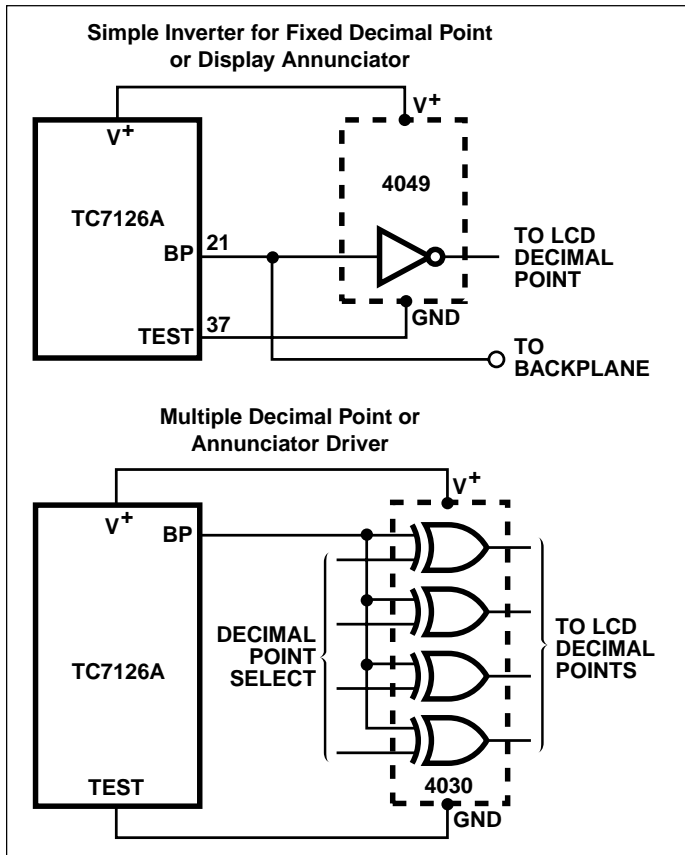 Simple Inverter for Fixed Decimal Point
or Display Annunciator
V+
V+
4049
TC7126A
BP
21
TO LCD
DECIMAL
POINT
TEST
37
GND
TO
BACKPLANE
Multiple Decimal Point or
Annunciator Driver
V+
V+
BP
DECIMAL
POINT
SELECT
TO LCD
DECIMAL
POINTS
TC7126A
TEST
4030
GND